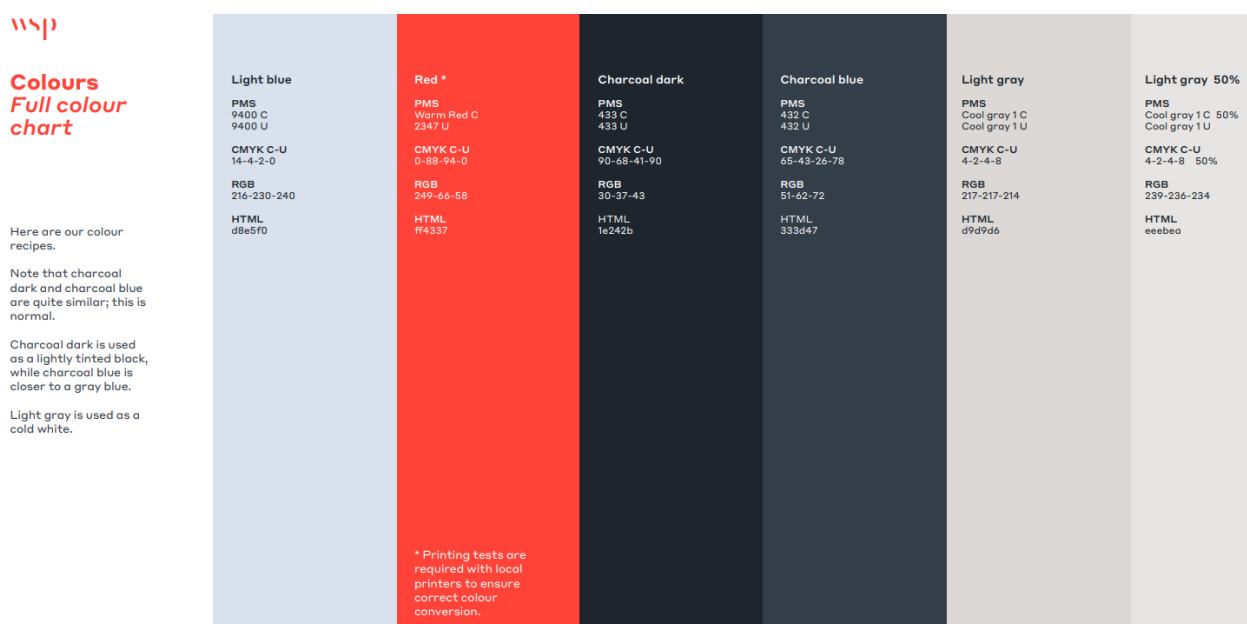 wsp
Colours
Full colour
chart
Here are our colour
recipes.
Note that charcoal
dark and charcoal blue
are quite similar; this is
normal.
Charcoal dark is used
as a lightly tinted black,
while charcoal blue is
closer to a gray blue.
Light gray is used as a
cold white.
Light blue
PMS
9400 C
9400 U
CMYK C-U
14-4-2-0
RGB
216-230-240
HTML
d8e5f0
Red *
PMS
Warm Red C
2347 U
CMYK C-U
0-88-94-0
RGB
249-66-58
HTML
ff4337
* Printing tests are
required with local
printers to ensure
correct colour
conversion.
Charcoal dark
PMS
433 C
433 U
CMYK C-U
90-68-41-90
RGB
30-37-43
HTML
1e242b
Charcoal blue
PMS
432 C
432 U
CMYK C-U
65-43-26-78
RGB
51-62-72
HTML
333d47
Light gray
PMS
Cool gray 1 C
Cool gray 1 U
CMYK C-U
4-2-4-8
RGB
217-217-214
HTML
d9d9d6
Light gray 50%
PMS
Cool gray 1 C 50%
Cool gray 1 U
CMYK C-U
4-2-4-8 50%
RGB
239-236-234
HTML
eeebea